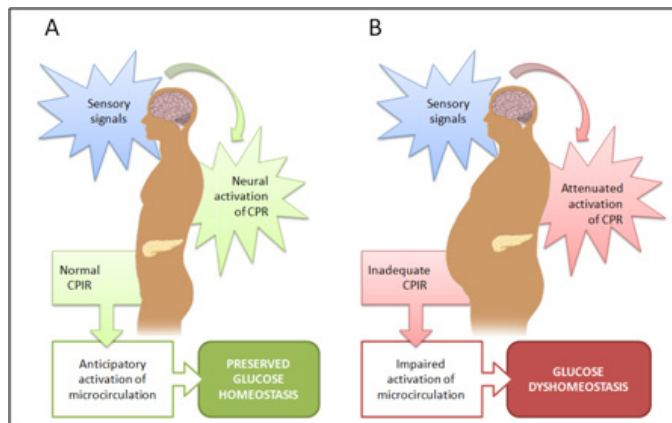 A
Sensory
signals
Neural
activation
of CPR
Normal
CPIR
Anticipatory
activation of
microcirculation
PRESERVED
GLUCOSE
HOMEOSTASIS
B
Sensory
signals
Attenuated
activation
of CPR
Inadequate
CPIR
Impaired
activation of
microcirculation
GLUCOSE
DYSHOMEOSTASIS